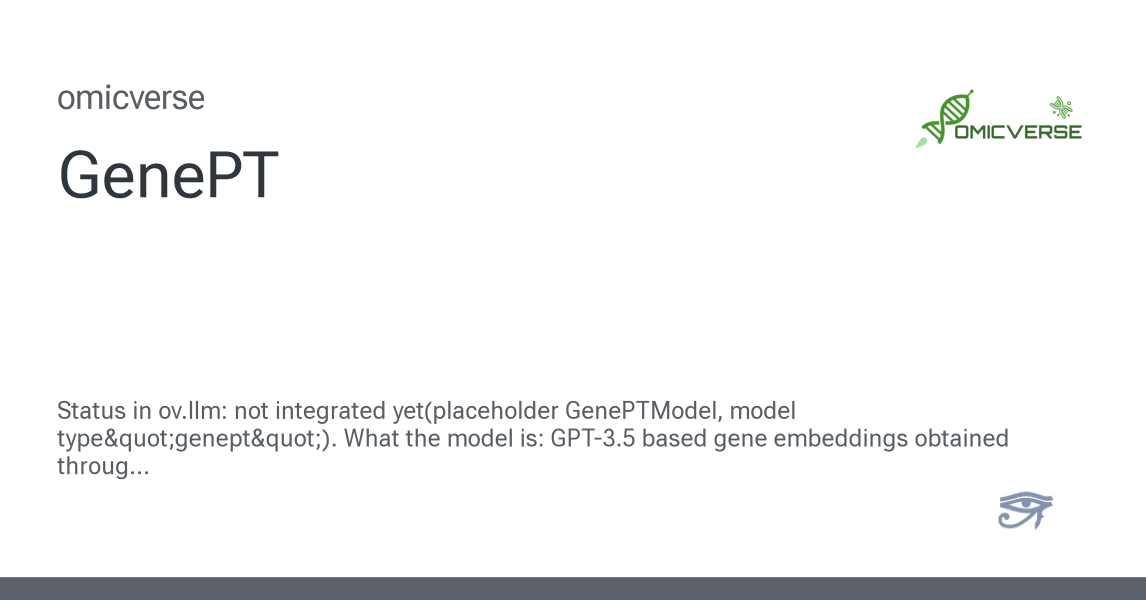 omicverse
OMICVERSE
GenePT
Status in ov.llm: not integrated yet(placeholder GenePTModel, model
type&quot;genept&quot;). What the model is: GPT-3.5 based gene embeddings obtained
throug...